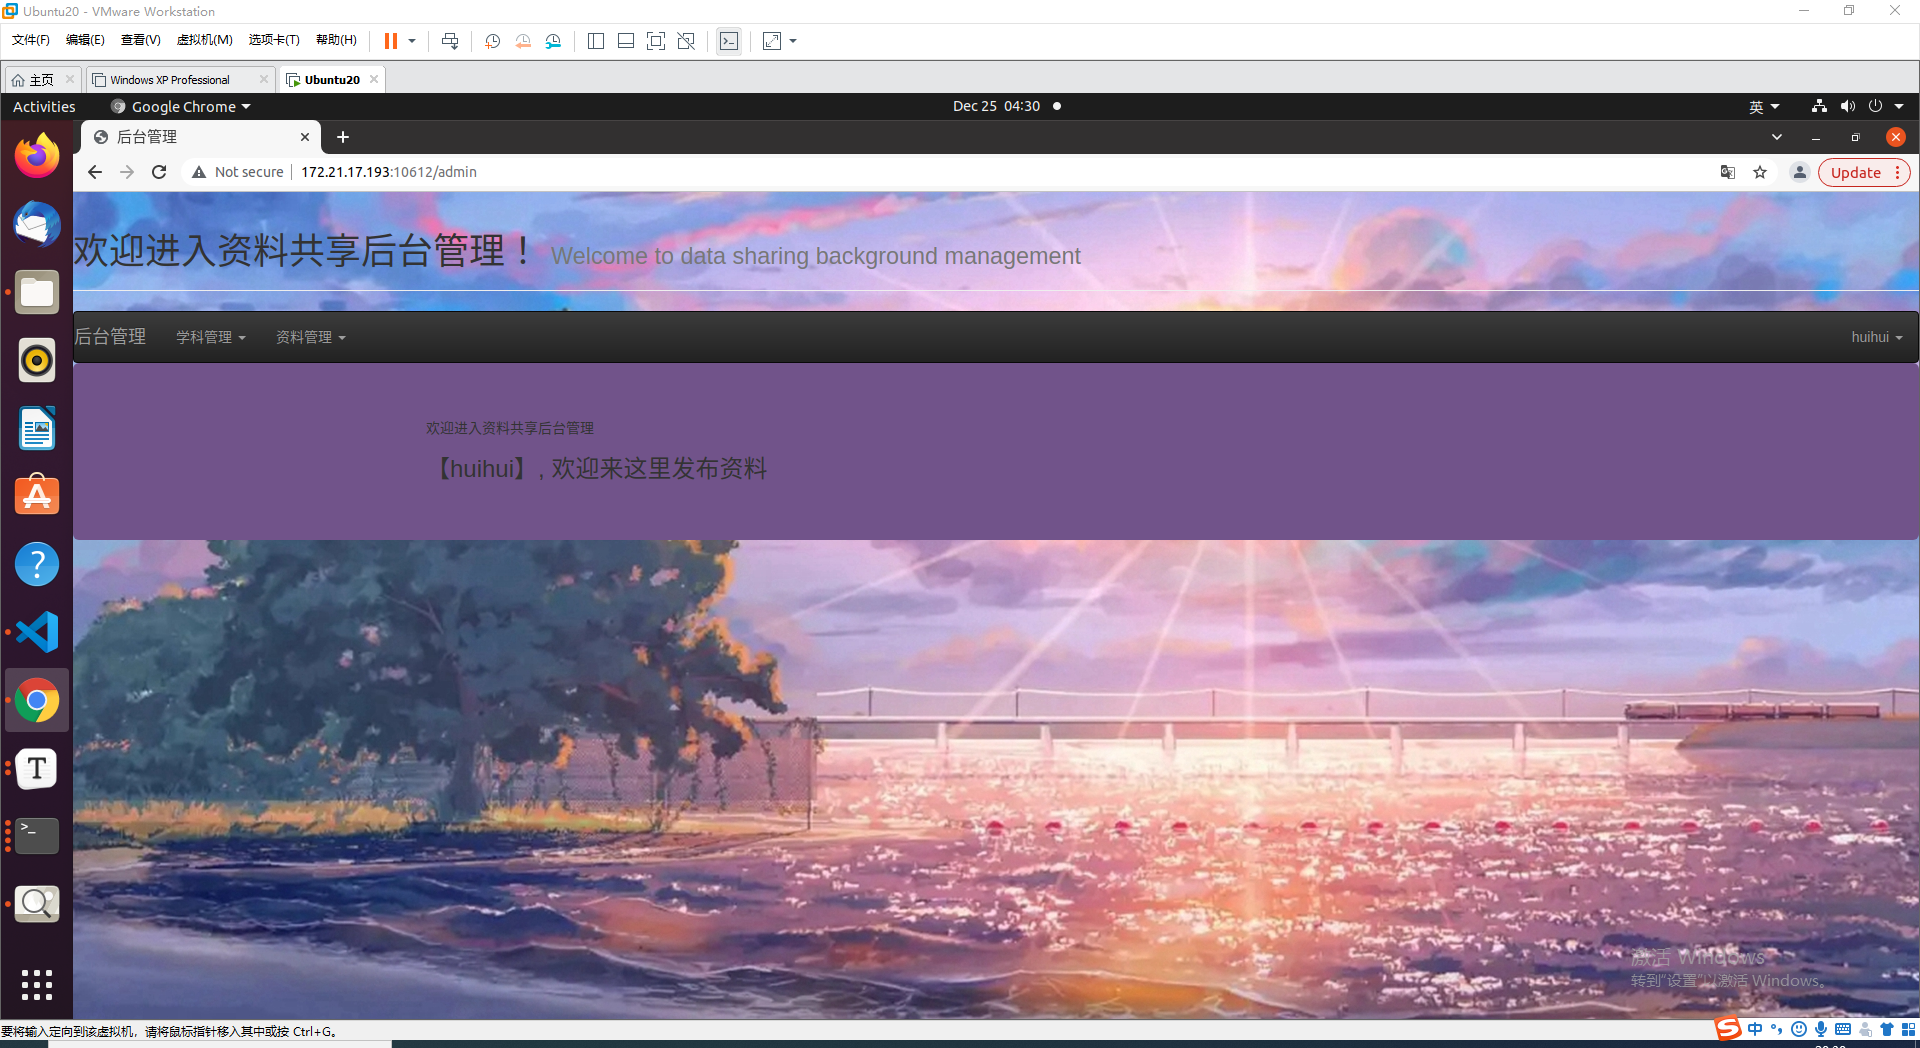 Ubuntu20 - VMware Workstation
文件(F) 编辑(E) 查看(V) 虚拟机(M) 选项卡(T) 帮助(H)
主页 Windows XP Professional Ubuntu20
Activities Google Chrome Dec 25 04:30 英
后台管理
Not secure 172.21.17.193:10612/admin Update
欢迎进入资料共享后台管理！ Welcome to data sharing background management
后台管理 学科管理 资料管理 huihui
欢迎进入资料共享后台管理
【huihui】, 欢迎来这里发布资料
激活 Windows
转到"设置"以激活 Windows。
要将输入定向到该虚拟机，请将鼠标指针移入其中或按 Ctrl+G。
中